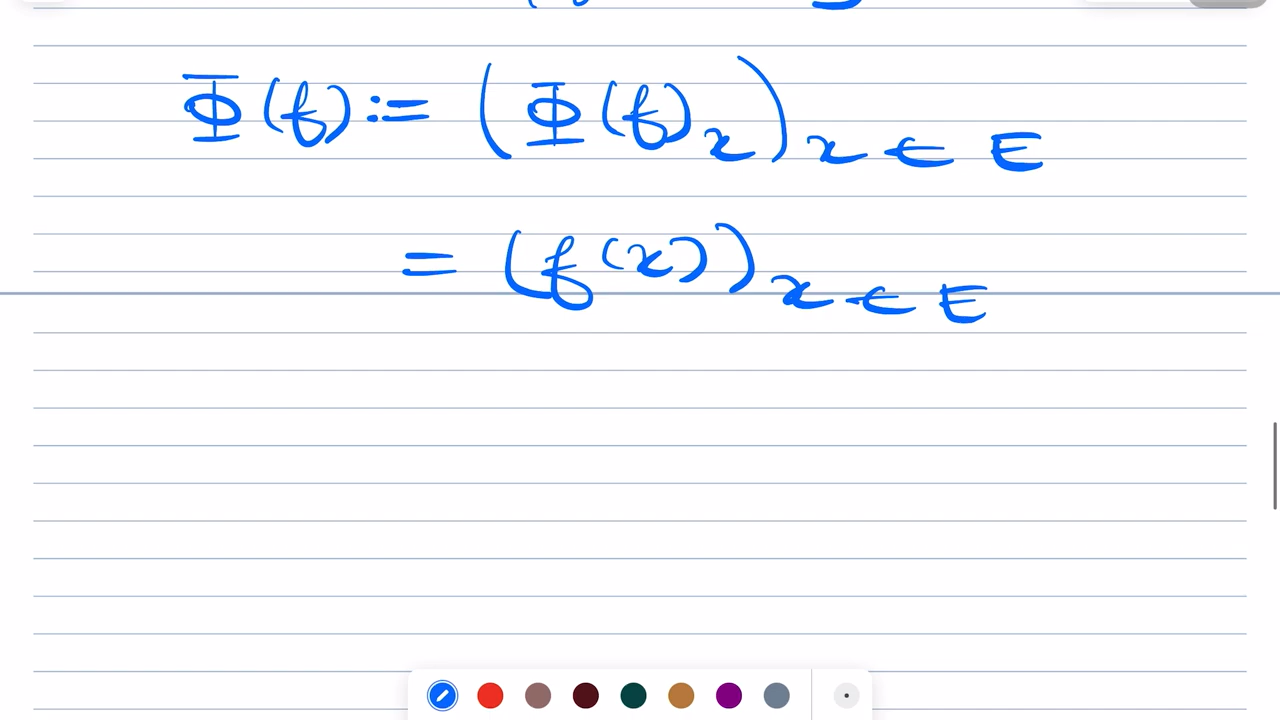 Φ(f) := (Φ(f)_x)_{x ∈ E}
= (f(x))_{x ∈ E}